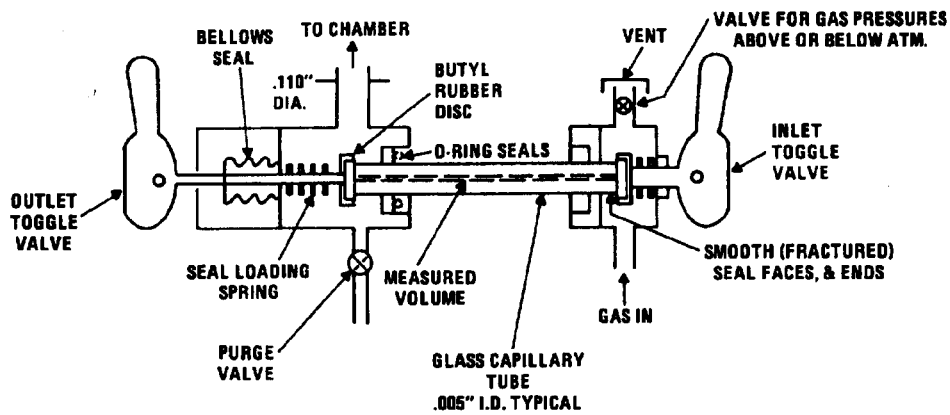 BELLOWS
SEAL
TO CHAMBER
.110"
DIA.
BUTYL
RUBBER
DISC
VENT
VALVE FOR GAS PRESSURES
ABOVE OR BELOW ATM.
O-RING SEALS
INLET
TOGGLE
VALVE
OUTLET
TOGGLE
VALVE
SEAL LOADING
SPRING
MEASURED
VOLUME
SMOOTH (FRACTURED)
SEAL FACES, & ENDS
GAS IN
PURGE
VALVE
GLASS CAPILLARY
TUBE
.005" I.D. TYPICAL